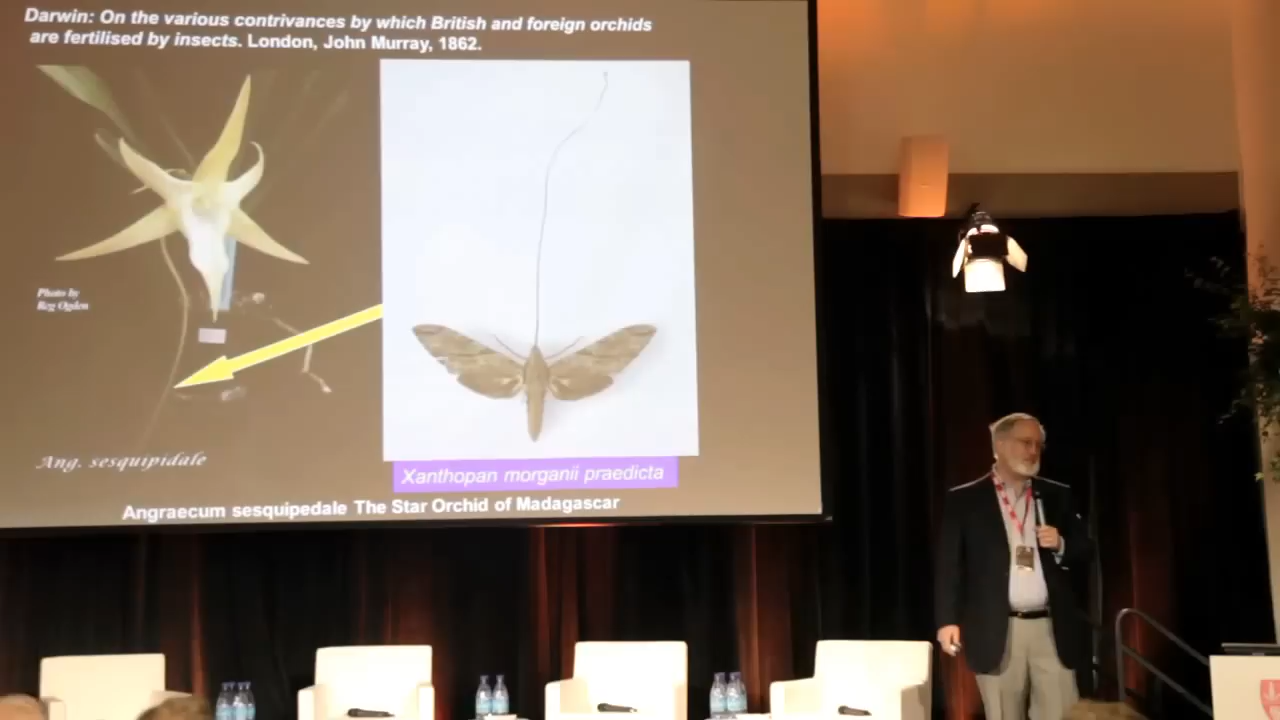 Darwin: On the various contrivances by which British and foreign orchids
are fertilised by insects. London, John Murray, 1862.
Photo by
Reg Ogden
Ang. sesquipidale
Xanthopan morganii praedicta
Angraecum sesquipedale The Star Orchid of Madagascar